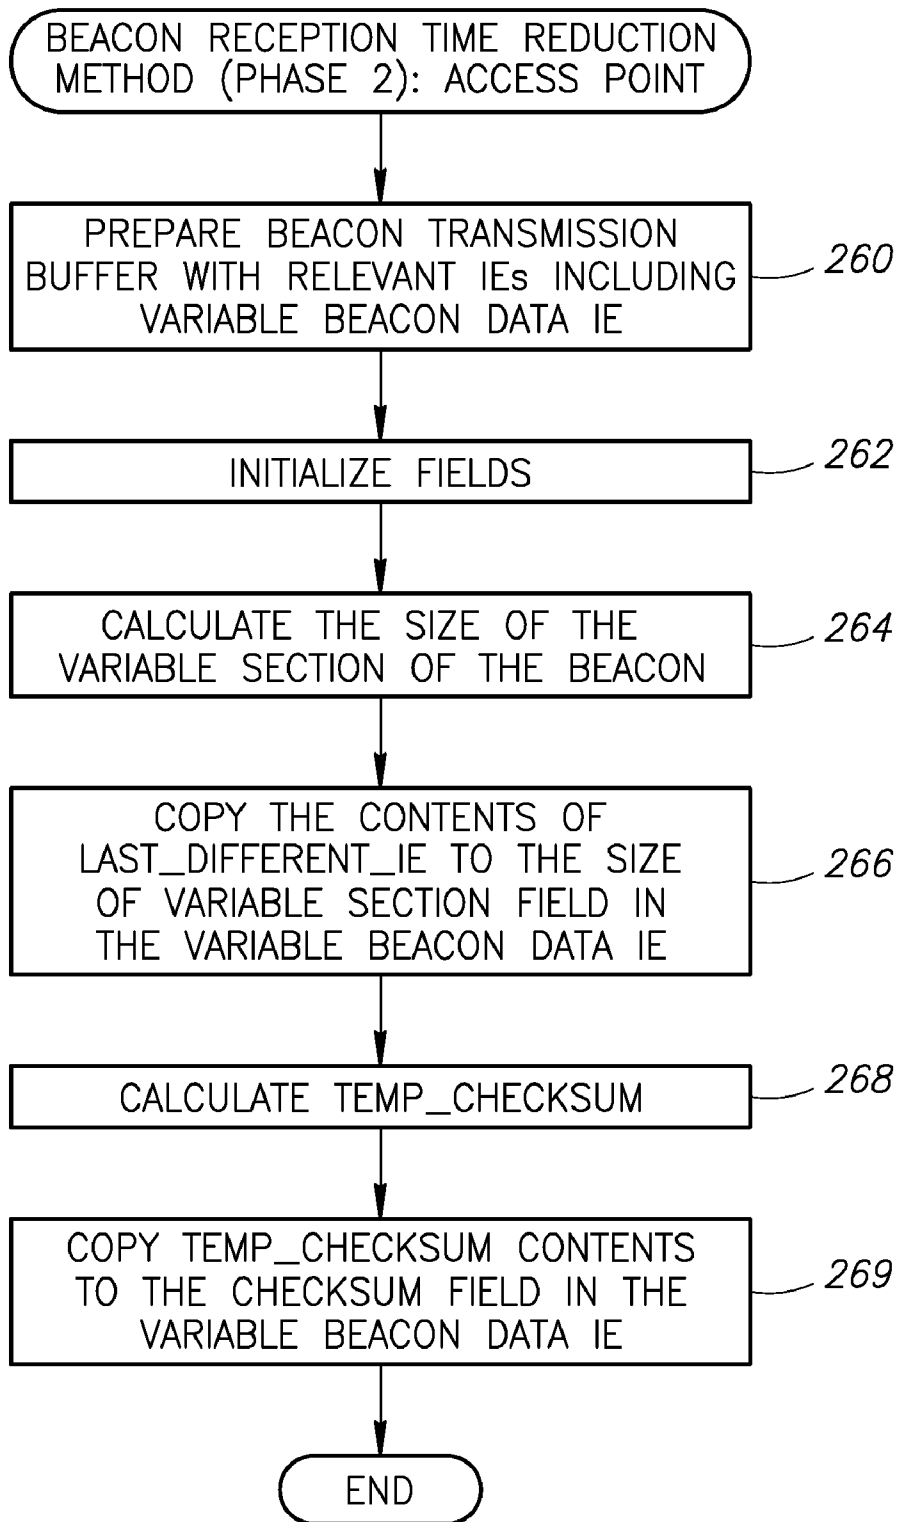 BEACON RECEPTION TIME REDUCTION
METHOD (PHASE 2): ACCESS POINT
PREPARE BEACON TRANSMISSION
BUFFER WITH RELEVANT IEs INCLUDING
VARIABLE BEACON DATA IE
260
INITIALIZE FIELDS
262
CALCULATE THE SIZE OF THE
VARIABLE SECTION OF THE BEACON
264
COPY THE CONTENTS OF
LAST_DIFFERENT_IE TO THE SIZE
OF VARIABLE SECTION FIELD IN
THE VARIABLE BEACON DATA IE
266
CALCULATE TEMP_CHECKSUM
268
COPY TEMP_CHECKSUM CONTENTS
TO THE CHECKSUM FIELD IN THE
VARIABLE BEACON DATA IE
269
END